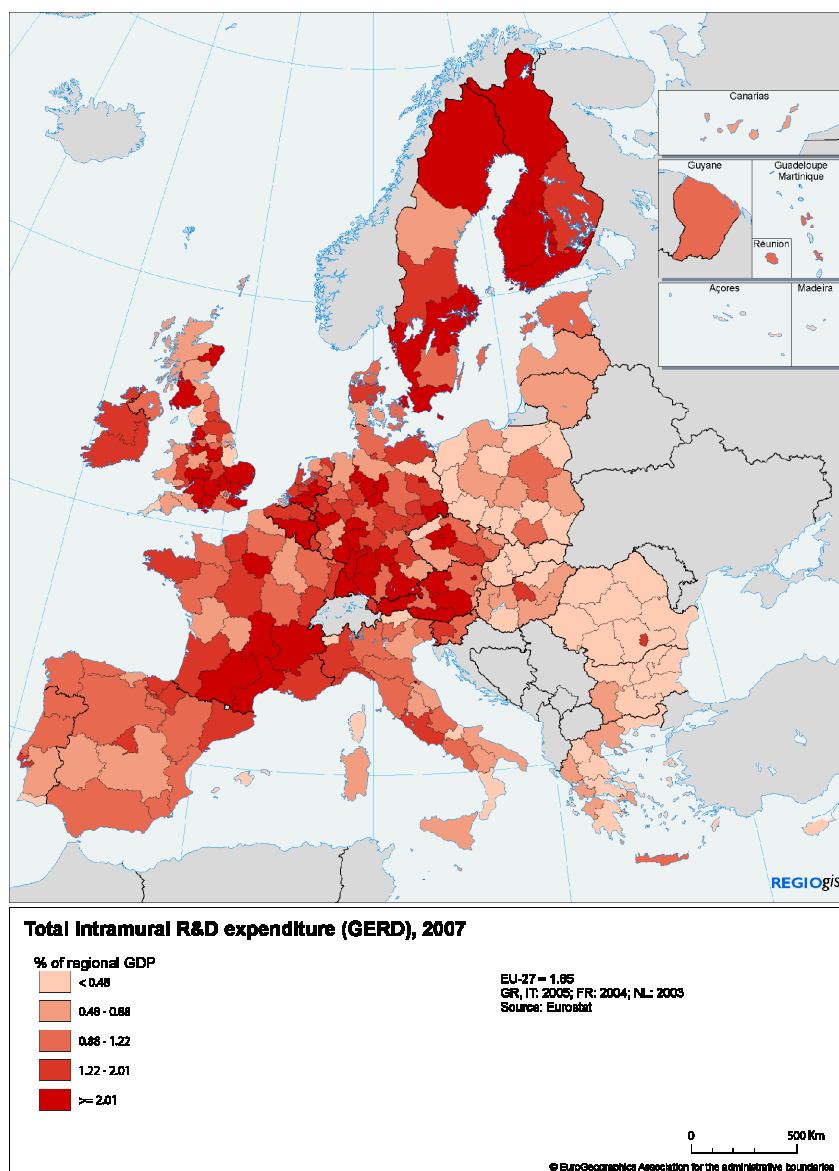 Canarias
Guyane
Guadeloupe
Martinique
Réunion
Açores
Madeira
REGIOgis
Total intramural R&D expenditure (GERD), 2007
% of regional GDP
< 0.48
0.48 - 0.88
0.88 - 1.22
1.22 - 2.01
>= 2.01
EU-27 = 1.85
GR, IT: 2005; FR: 2004; NL: 2003
Source: Eurostat
0 500 Km
© EuroGeographics Association for the administrative boundaries